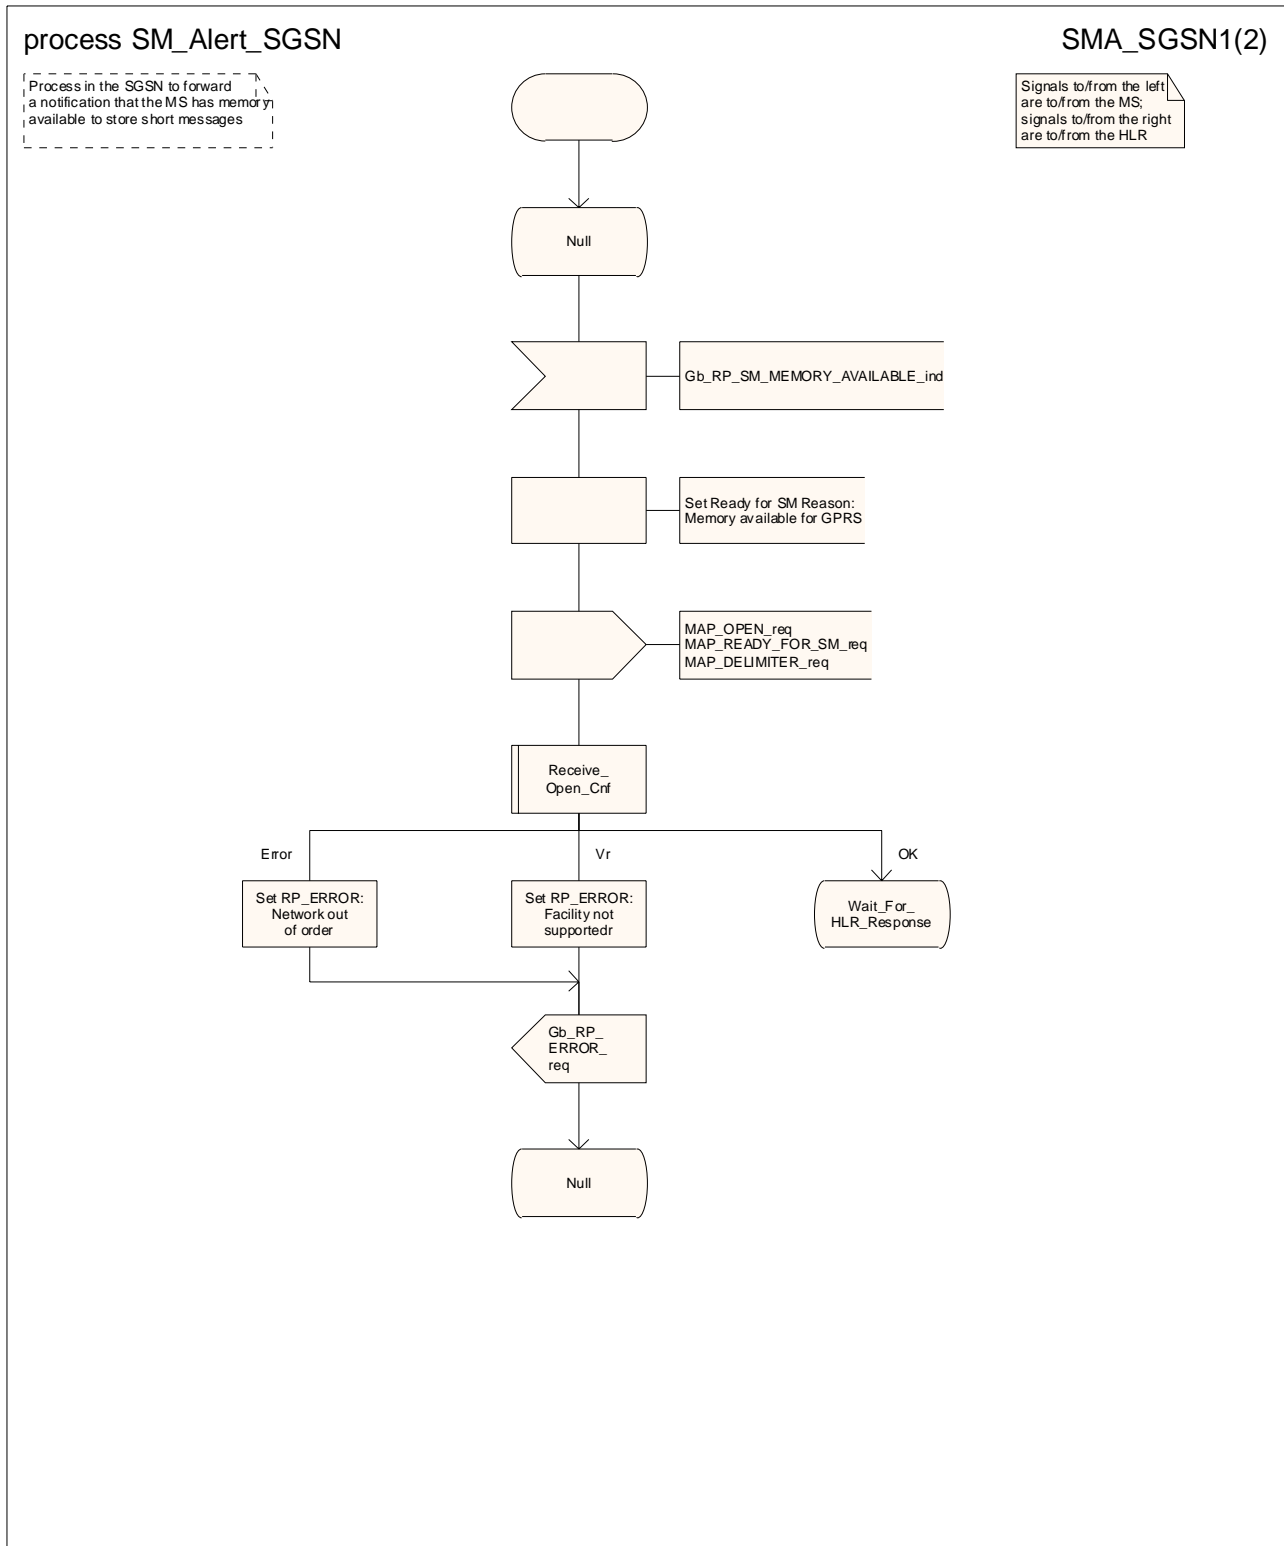 process SM_Alert_SGSN
SMA_SGSN1(2)
Process in the SGSN to forward
a notification that the MS has memory
available to store short messages
Signals to/from the left
are to/from the MS;
signals to/from the right
are to/from the HLR
Null
Gb_RP_SM_MEMORY_AVAILABLE_ind
Set Ready for SM Reason:
Memory available for GPRS
MAP_OPEN_req
MAP_READY_FOR_SM_req
MAP_DELIMITER_req
Receive_
Open_Cnf
Error
Vr
OK
Set RP_ERROR:
Network out
of order
Set RP_ERROR:
Facility not
supportedr
Wait_For_
HLR_Response
Gb_RP_
ERROR_
req
Null